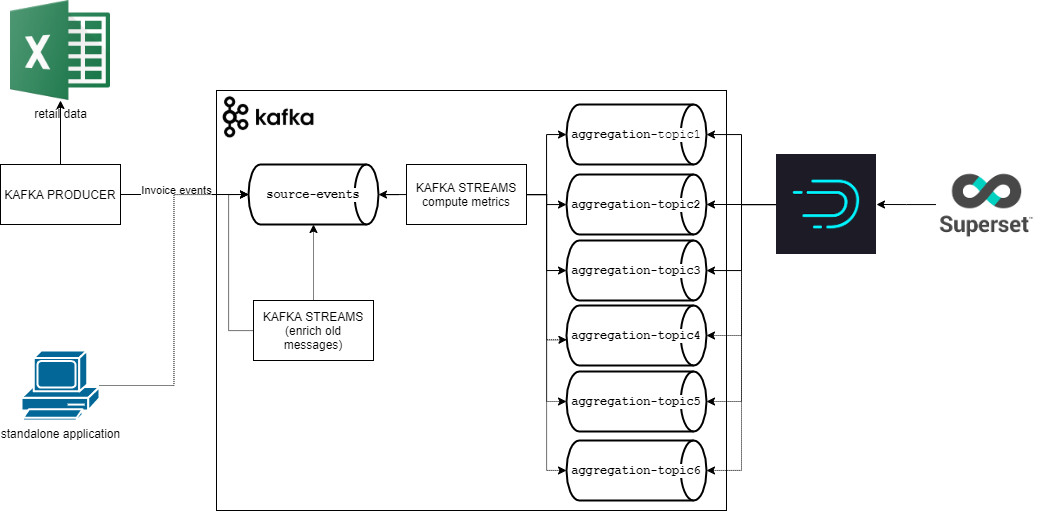 X
retail data
KAFKA PRODUCER
Invoice events
standalone application
kafka
source-events
KAFKA STREAMS
(enrich old
messages)
KAFKA STREAMS
compute metrics
aggregation-topic1
aggregation-topic2
aggregation-topic3
aggregation-topic4
aggregation-topic5
aggregation-topic6
Superset™